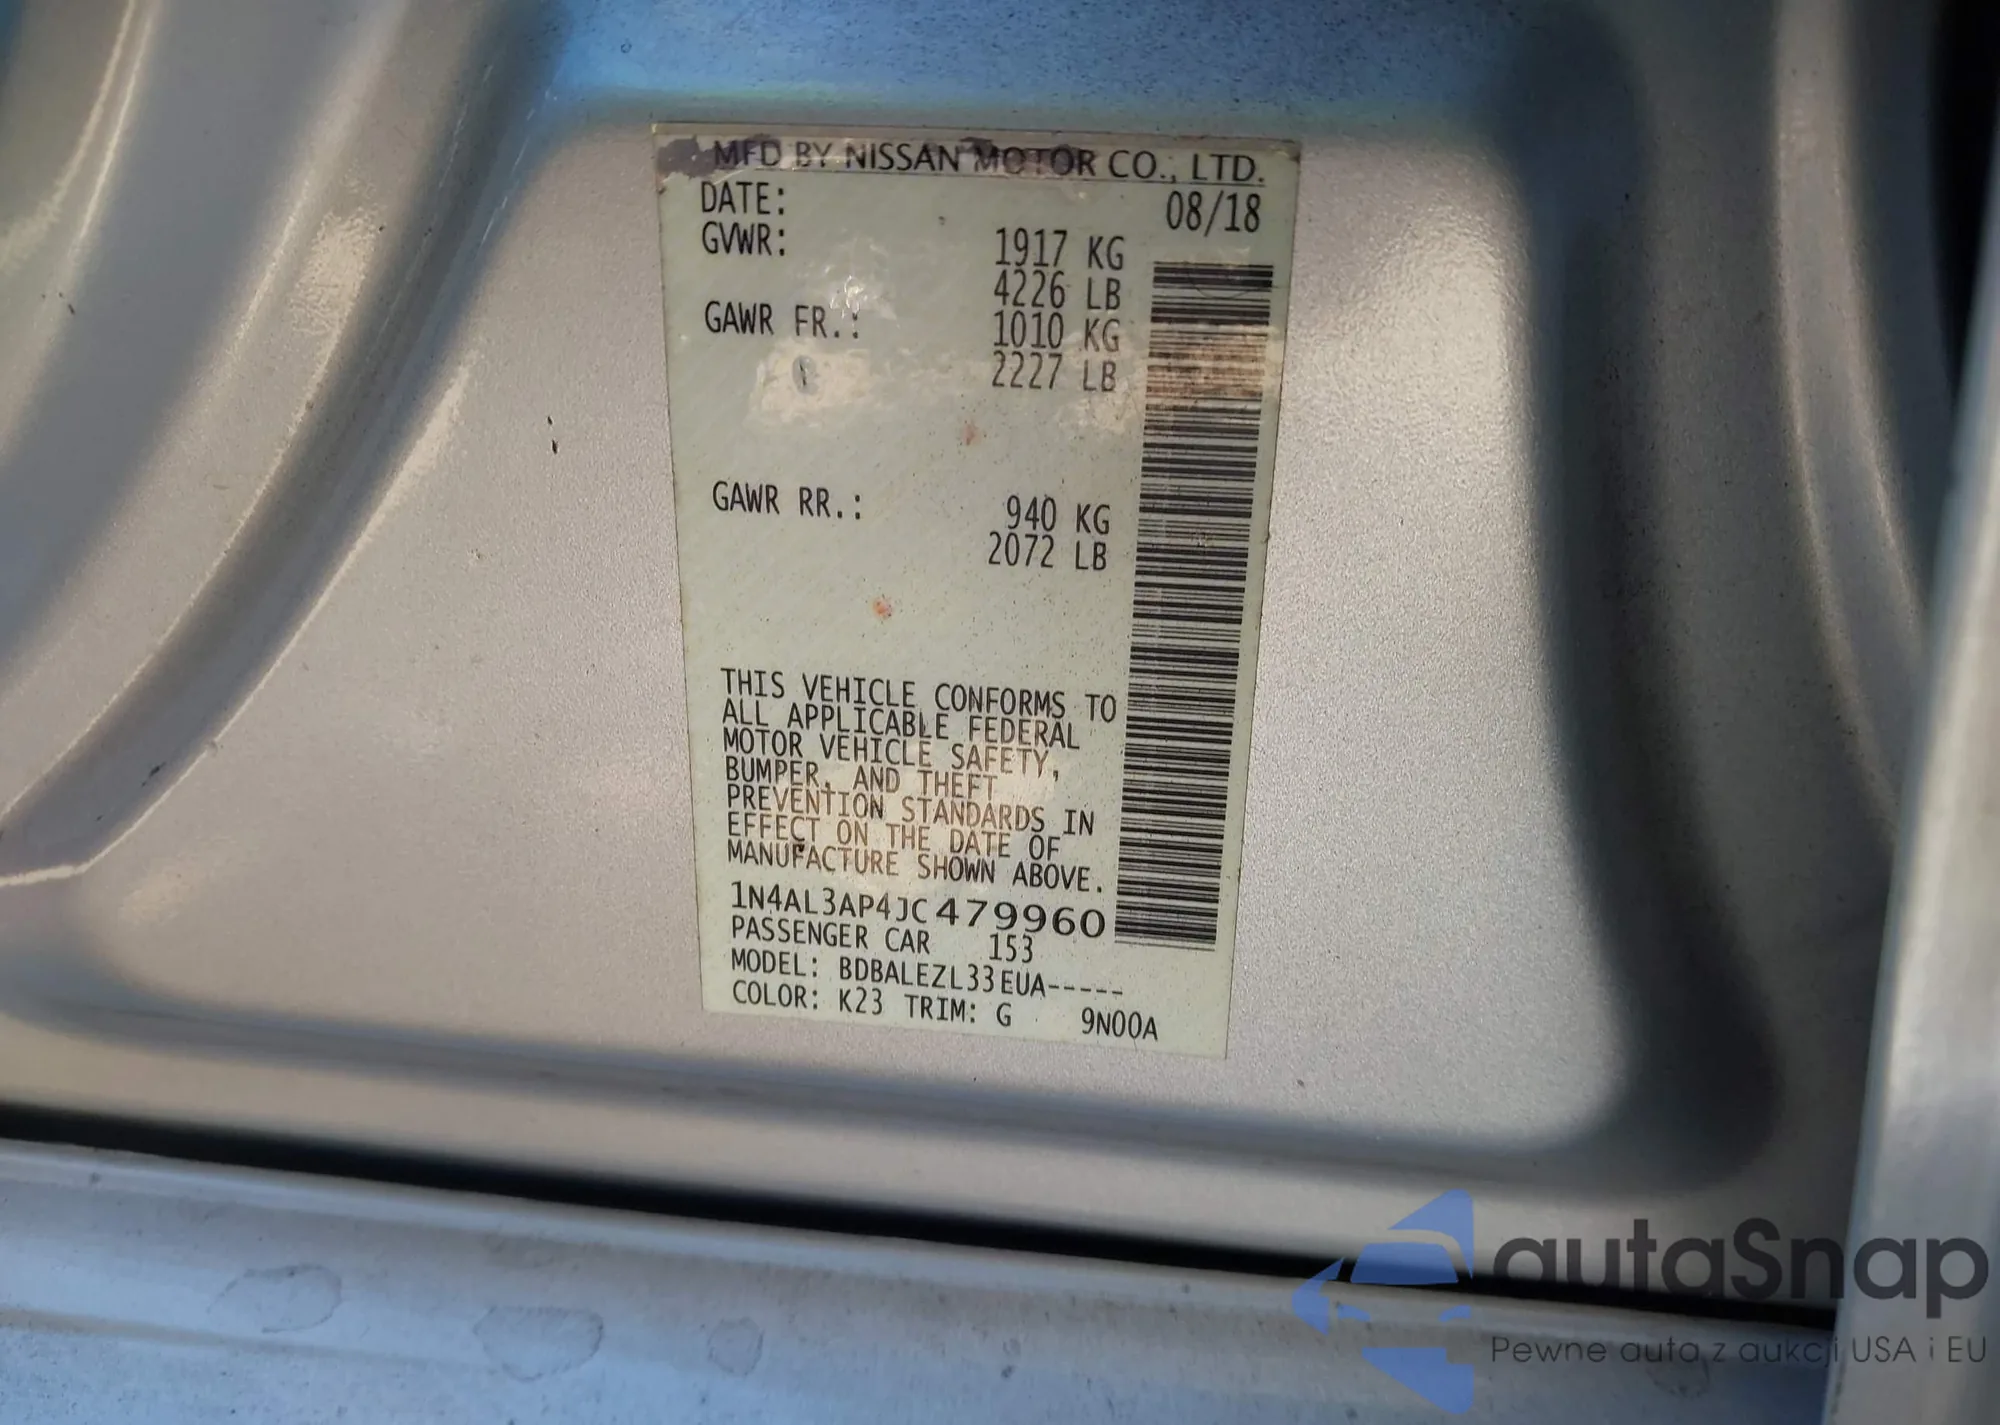 MFD BY NISSAN MOTOR CO., LTD.
DATE: 08/18
GVWR: 1917 KG
4226 LB
GAWR FR.: 1010 KG
2227 LB
GAWR RR.: 940 KG
2072 LB
THIS VEHICLE CONFORMS TO
ALL APPLICABLE FEDERAL
MOTOR VEHICLE SAFETY,
BUMPER, AND THEFT
PREVENTION STANDARDS IN
EFFECT ON THE DATE OF
MANUFACTURE SHOWN ABOVE.
1N4AL3AP4JC479960
PASSENGER CAR 153
MODEL: BDBALEZL33EUA-----
COLOR: K23 TRIM: G 9N00A
autaSnap
Pewne auta z aukcji USA i EU